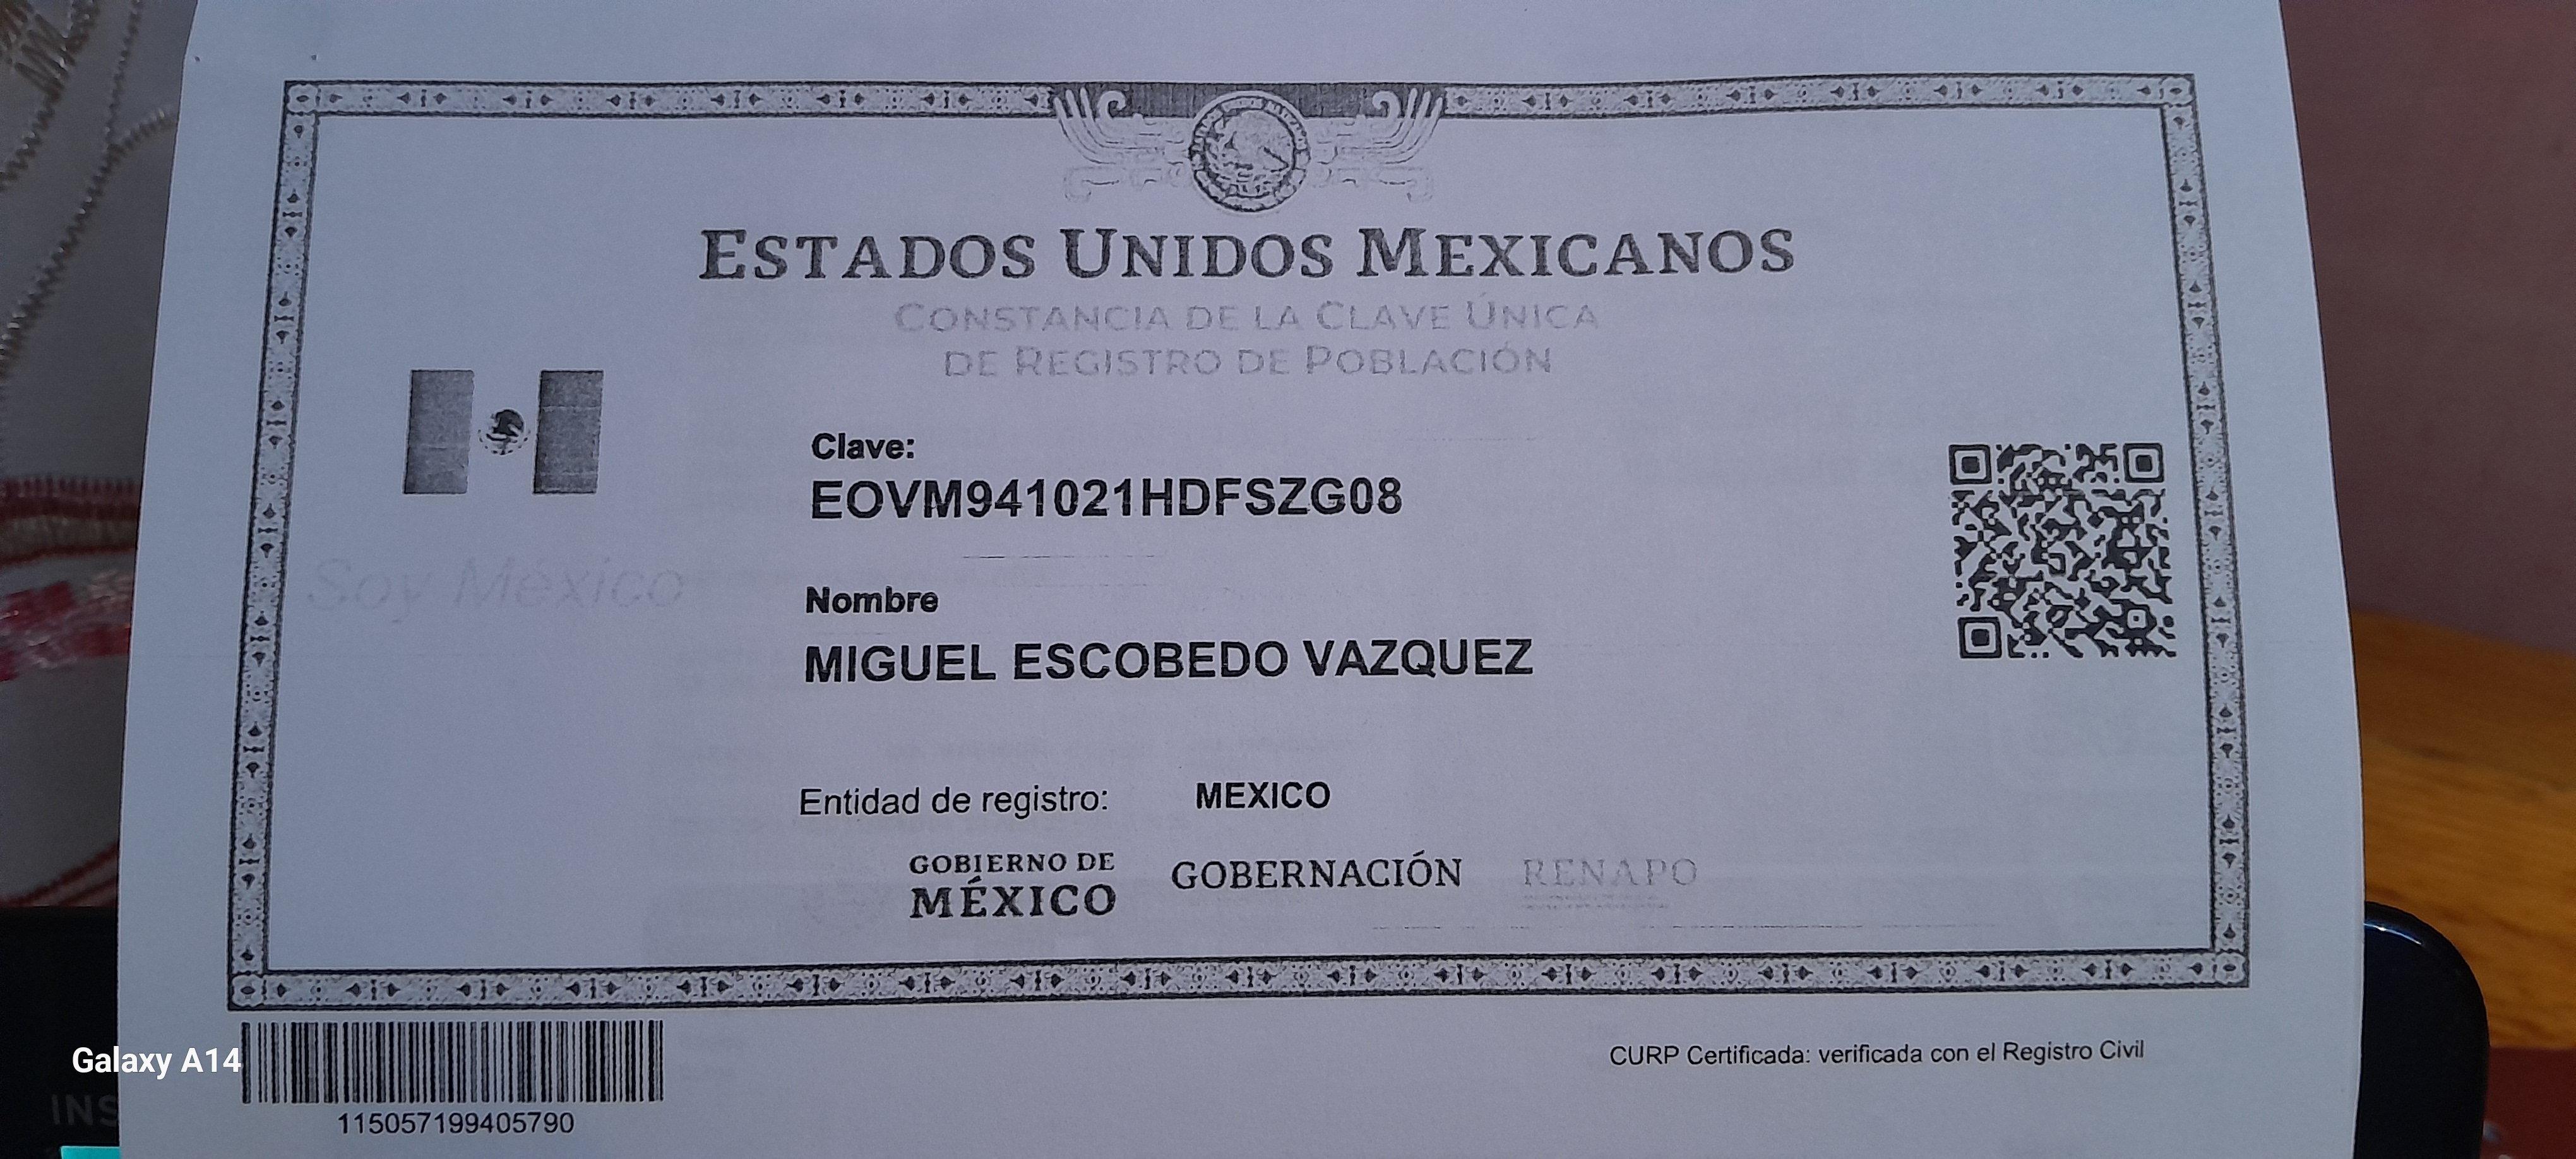 ESTADOS UNIDOS MEXICANOS
CONSTANCIA DE LA CLAVE ÚNICA
DE REGISTRO DE POBLACIÓN
Soy México
Clave:
EOVM941021HDFSZG08
Nombre
MIGUEL ESCOBEDO VAZQUEZ
Entidad de registro: MEXICO
GOBIERNO DE
MÉXICO
GOBERNACIÓN
RENAPO
115057199405790
CURP Certificada: verificada con el Registro Civil
Galaxy A14
INS